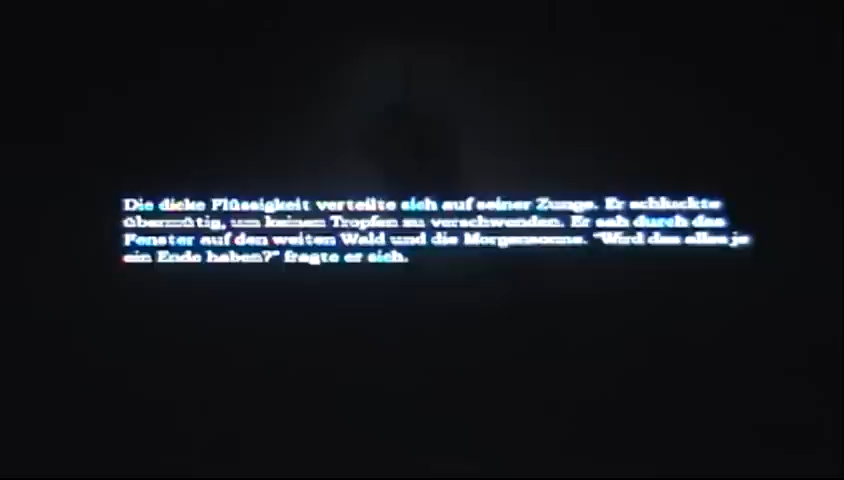 Die dicke Flüssigkeit verteilte sich auf seiner Zunge. Er schluckte
übermütig, um keinen Tropfen zu verschwenden. Er sah durch das
Fenster auf den weiten Wald und die Morgensonne. "Wird das alles je
ein Ende haben?" fragte er sich.